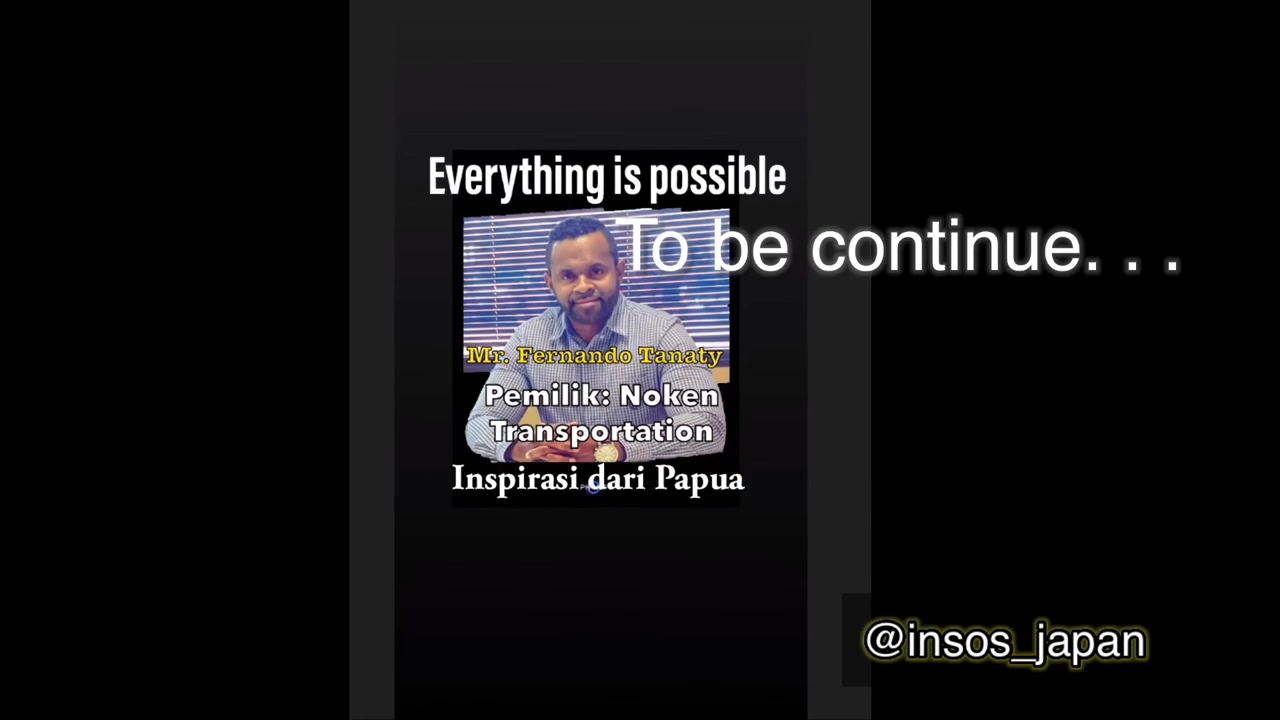 Everything is possible
To be continue. . .
Mr. Fernando Tanaty
Pemilik: Noken
Transportation
Inspirasi dari Papua
@insos_japan